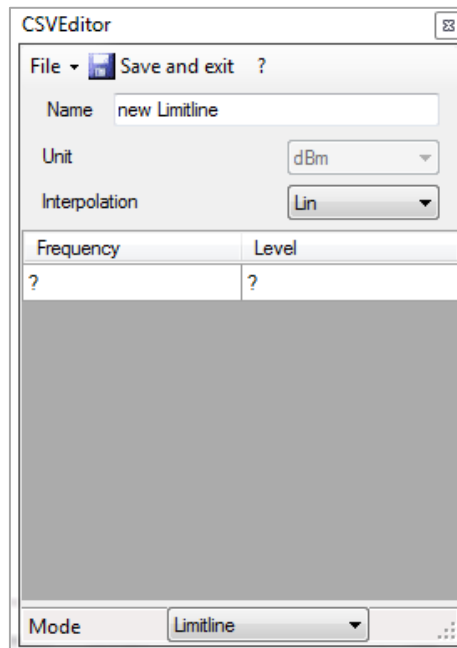 CSVEditor
File Save and exit ?
Name new Limitline
Unit dBm
Interpolation Lin
Frequency Level
? ?
Mode Limitline